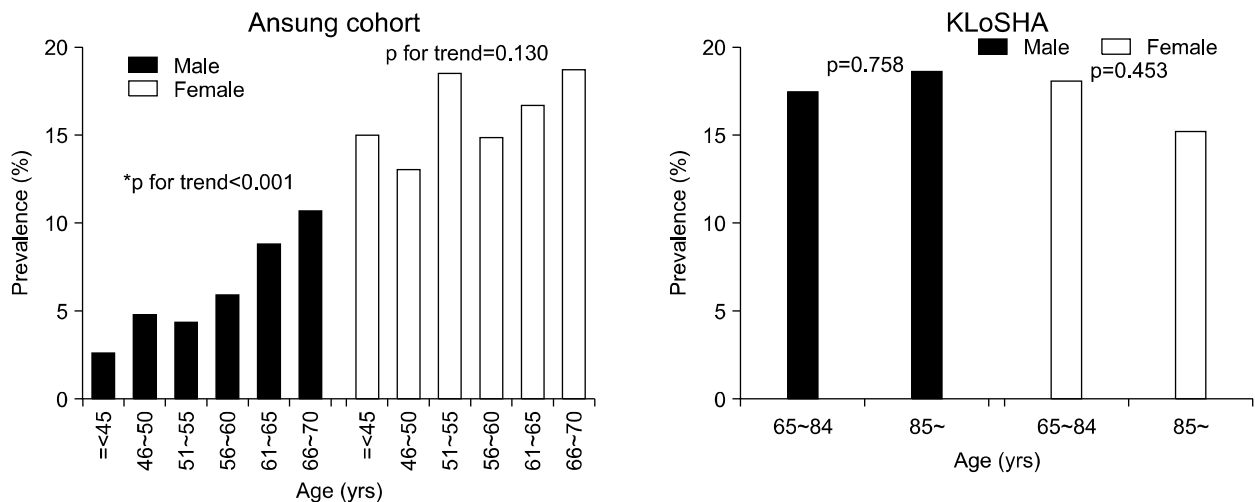 Ansung cohort
20
15
10
5
0
Prevalence (%)
Male
Female
p for trend=0.130
*p for trend<0.001
=<45
46~50
51~55
56~60
61~65
66~70
=<45
46~50
51~55
56~60
61~65
66~70
Age (yrs)
KLoSHA
20
15
10
5
0
Prevalence (%)
Male Female
p=0.758
p=0.453
65~84 85~ 65~84 85~
Age (yrs)